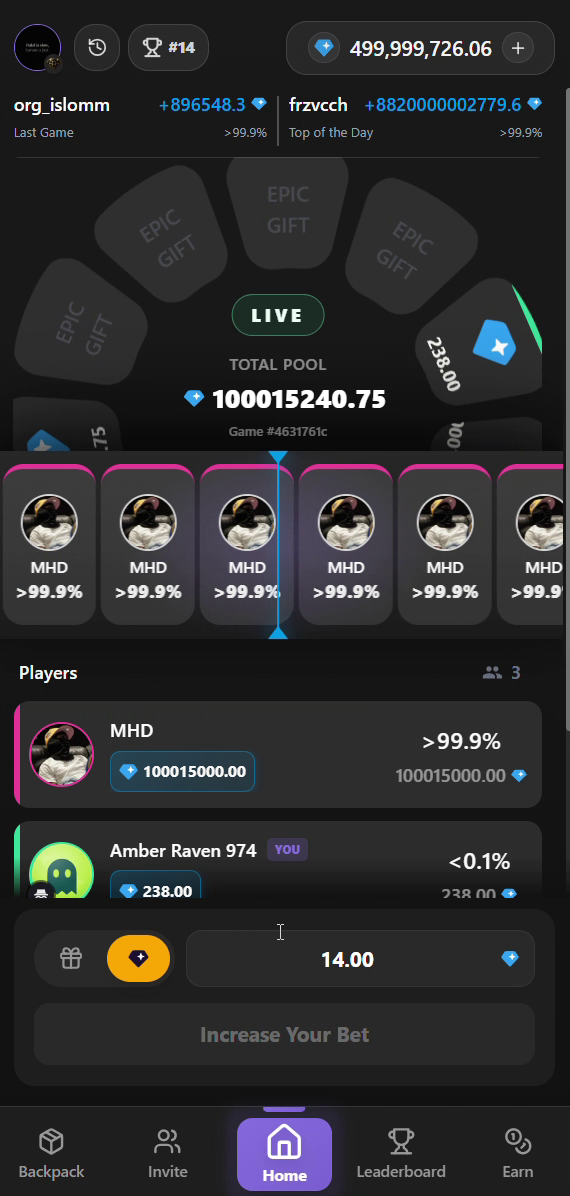 #14
499,999,726.06
org_islomm +896548.3
Last Game >99.9%
frzvcch +8820000002779.6
Top of the Day >99.9%
EPIC
GIFT
EPIC
GIFT
EPIC
GIFT
EPIC
GIFT
238.00
LIVE
TOTAL POOL
100015240.75
Game #4631761c
MHD
>99.9%
MHD
>99.9%
MHD
>99.9%
MHD
>99.9%
MHD
>99.9%
MHD
>99.9
Players 3
MHD
100015000.00
>99.9%
100015000.00
Amber Raven 974 YOU
238.00
<0.1%
238.00
14.00
Increase Your Bet
Backpack
Invite
Home
Leaderboard
Earn